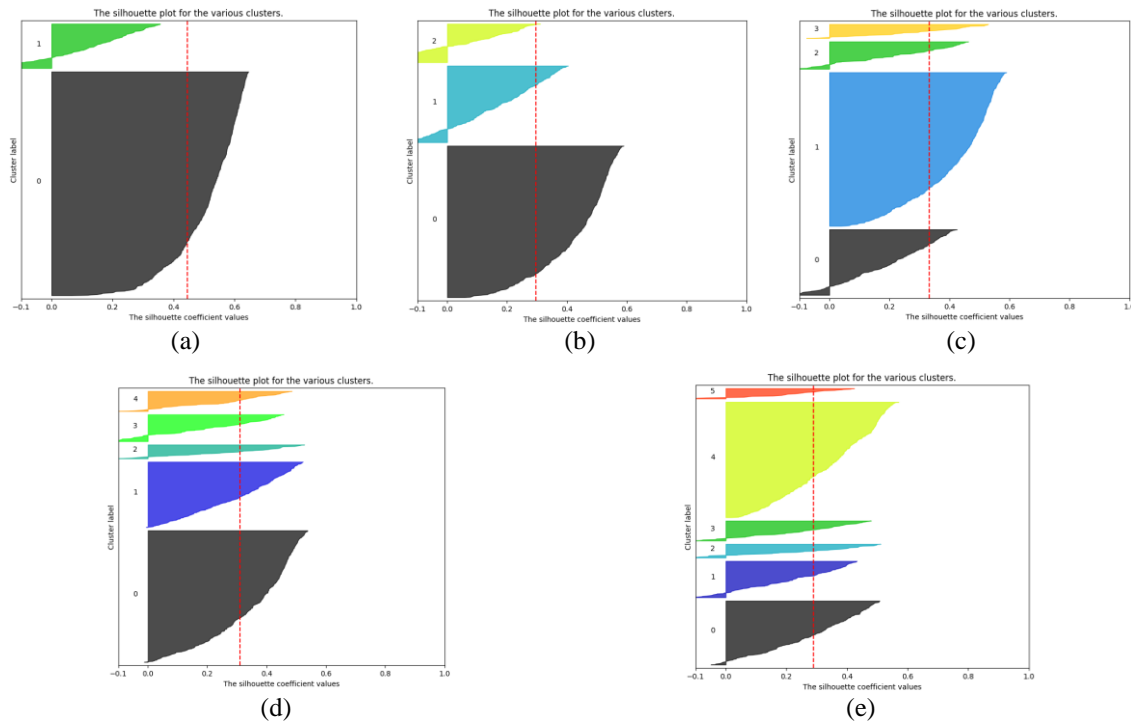 The silhouette plot for the various clusters.
1
0
Cluster label
−0.1 0.0 0.2 0.4 0.6 0.8 1.0
The silhouette coefficient values
(a)
The silhouette plot for the various clusters.
2
1
0
Cluster label
−0.1 0.0 0.2 0.4 0.6 0.8 1.0
The silhouette coefficient values
(b)
The silhouette plot for the various clusters.
3
2
1
0
Cluster label
−0.1 0.0 0.2 0.4 0.6 0.8 1.0
The silhouette coefficient values
(c)
The silhouette plot for the various clusters.
4
3
2
1
0
Cluster label
−0.1 0.0 0.2 0.4 0.6 0.8 1.0
The silhouette coefficient values
(d)
The silhouette plot for the various clusters.
5
4
3
2
1
0
Cluster label
−0.1 0.0 0.2 0.4 0.6 0.8 1.0
The silhouette coefficient values
(e)